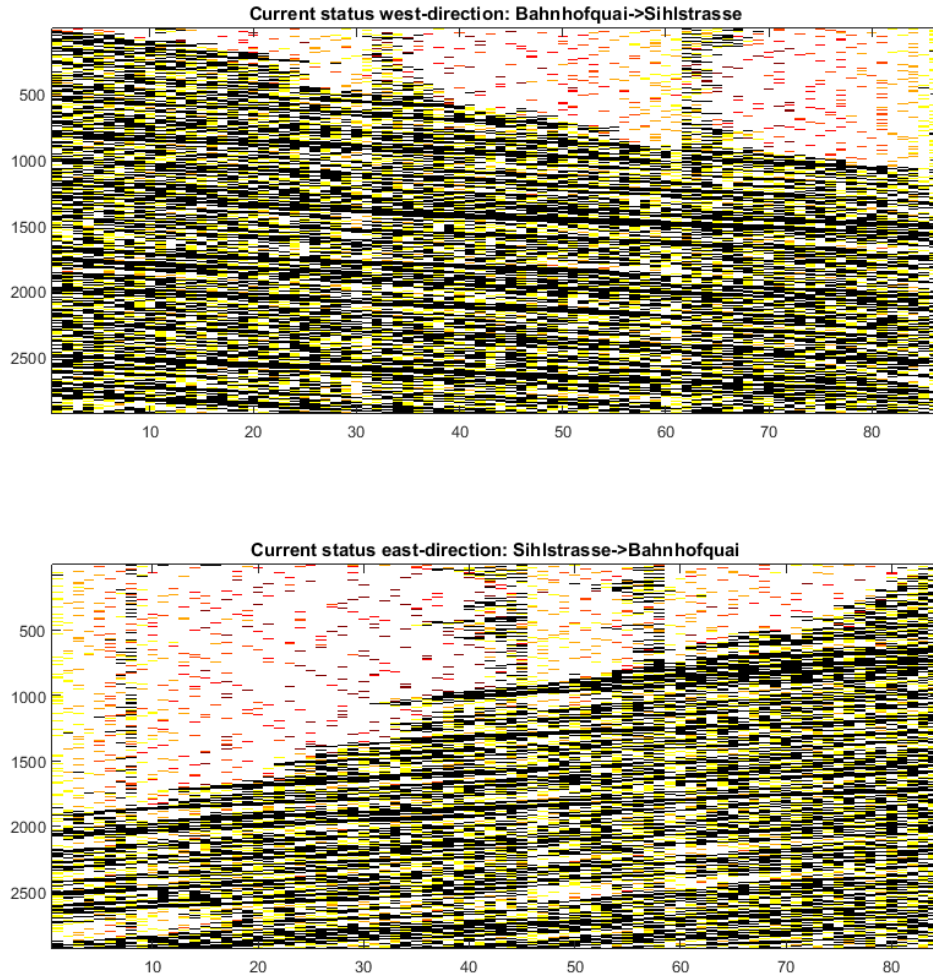 Current status west-direction: Bahnhofquai->Sihlstrasse
500
1000
1500
2000
2500
10 20 30 40 50 60 70 80
Current status east-direction: Sihlstrasse->Bahnhofquai
500
1000
1500
2000
2500
10 20 30 40 50 60 70 80